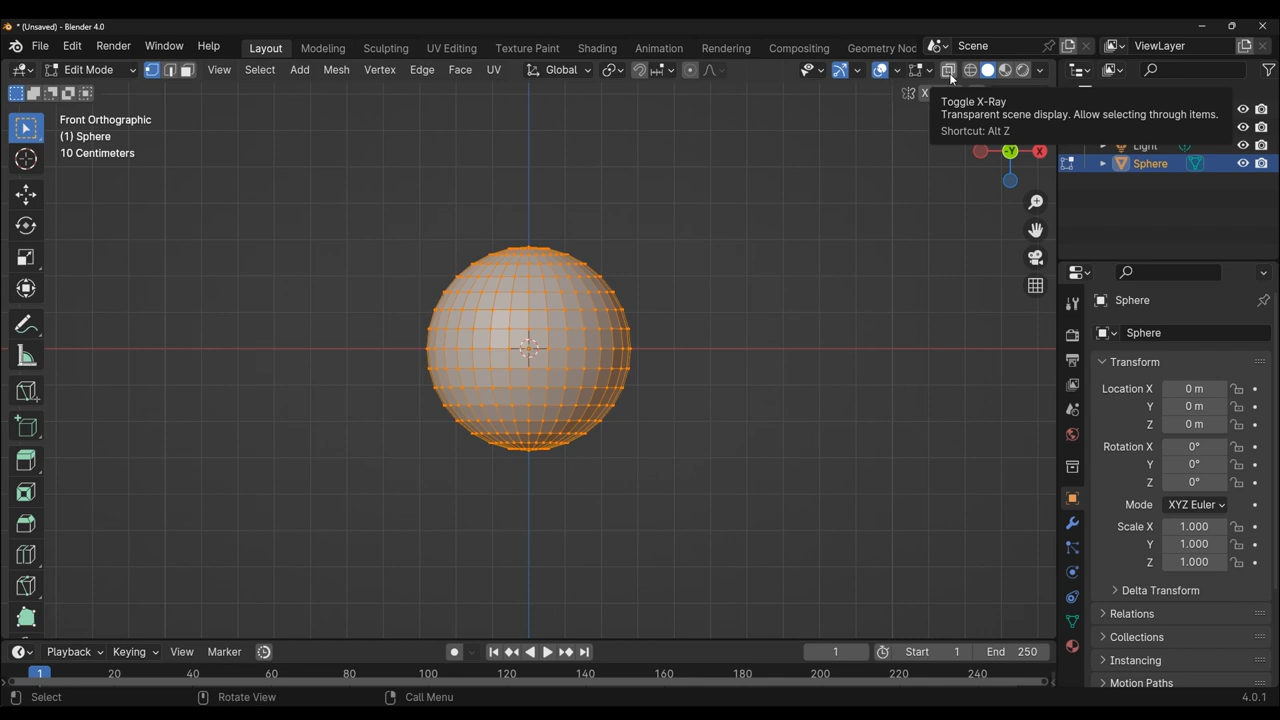 * (Unsaved) - Blender 4.0
File Edit Render Window Help Layout Modeling Sculpting UV Editing Texture Paint Shading Animation Rendering Compositing Geometry Noc Scene ViewLayer
Edit Mode View Select Add Mesh Vertex Edge Face UV Global
X
Front Orthographic
(1) Sphere
10 Centimeters
Toggle X-Ray
Transparent scene display. Allow selecting through items.
Shortcut: Alt Z
-Y X
Light
Sphere
Sphere
Sphere
Transform
Location X 0 m
Y 0 m
Z 0 m
Rotation X 0°
Y 0°
Z 0°
Mode XYZ Euler
Scale X 1.000
Y 1.000
Z 1.000
Delta Transform
Relations
Collections
Instancing
Motion Paths
Playback Keying View Marker 1 Start 1 End 250
1 20 40 60 80 100 120 140 160 180 200 220 240
Select Rotate View Call Menu 4.0.1